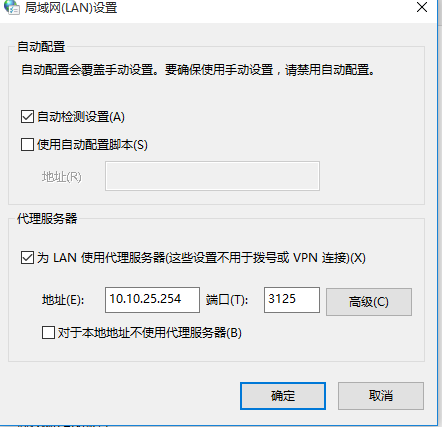 局域网(LAN)设置
自动配置
自动配置会覆盖手动设置。要确保使用手动设置，请禁用自动配置。
自动检测设置(A)
使用自动配置脚本(S)
地址(R)
代理服务器
为 LAN 使用代理服务器(这些设置不用于拨号或 VPN 连接)(X)
地址(E): 10.10.25.254 端口(T): 3125 高级(C)
对于本地地址不使用代理服务器(B)
确定 取消